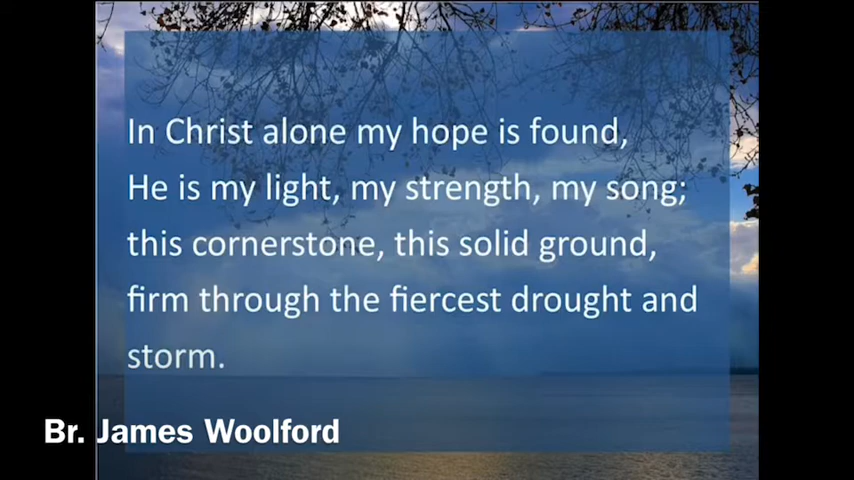 In Christ alone my hope is found,
He is my light, my strength, my song;
this cornerstone, this solid ground,
firm through the fiercest drought and
storm.
Br. James Woolford